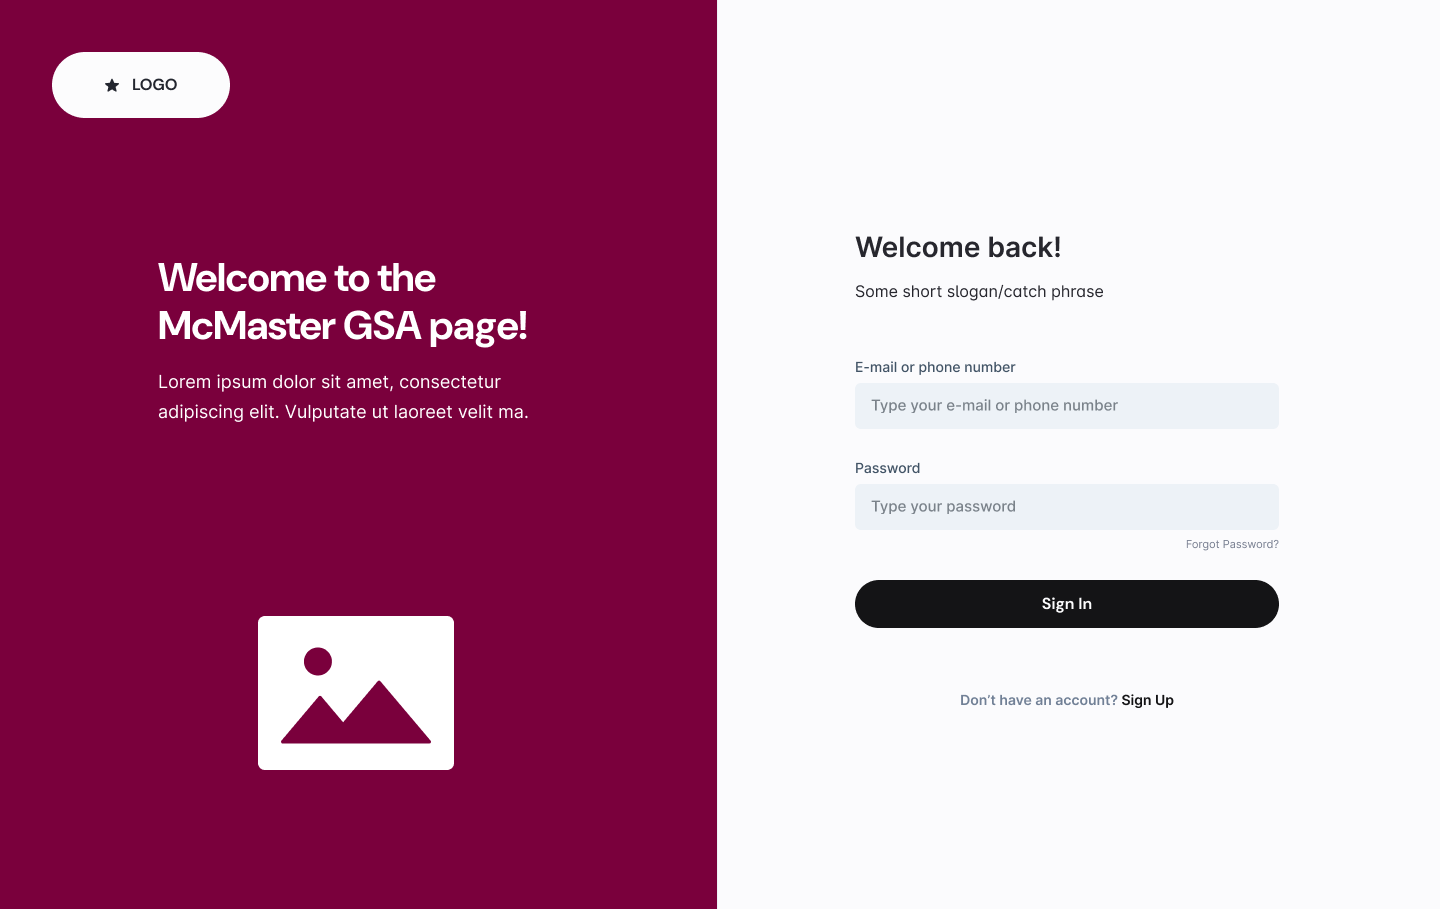 LOGO
Welcome to the
McMaster GSA page!
Lorem ipsum dolor sit amet, consectetur
adipiscing elit. Vulputate ut laoreet velit ma.
Welcome back!
Some short slogan/catch phrase
E-mail or phone number
Type your e-mail or phone number
Password
Type your password
Forgot Password?
Sign In
Don’t have an account? Sign Up